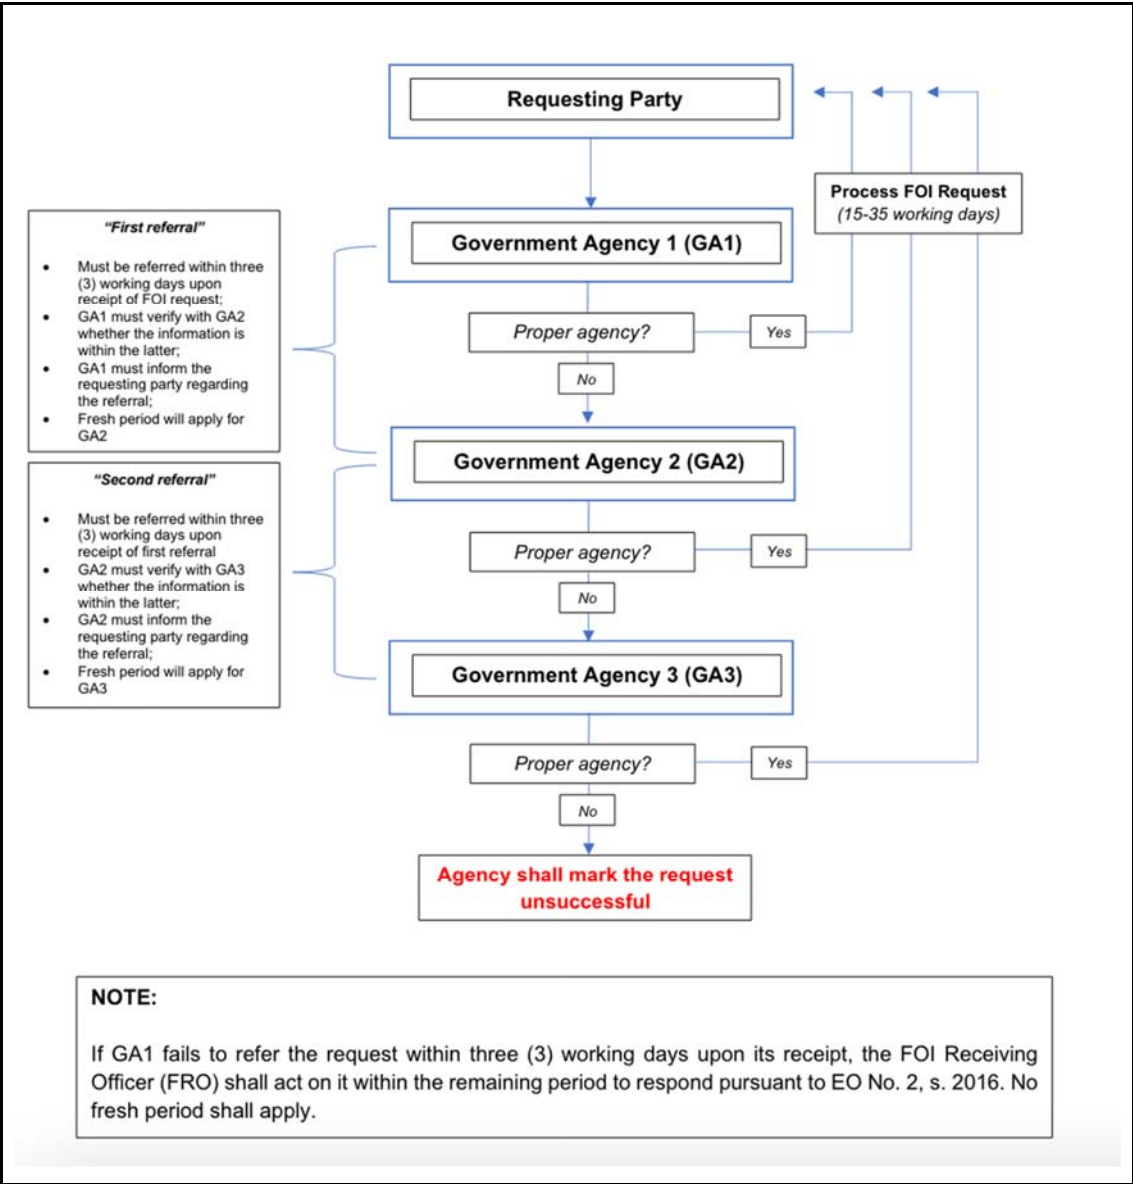 Requesting Party
Process FOI Request
(15-35 working days)
Government Agency 1 (GA1)
“First referral”
• Must be referred within three
(3) working days upon
receipt of FOI request;
• GA1 must verify with GA2
whether the information is
within the latter;
• GA1 must inform the
requesting party regarding
the referral;
• Fresh period will apply for
GA2
Proper agency?
Yes
No
Government Agency 2 (GA2)
“Second referral”
• Must be referred within three
(3) working days upon
receipt of first referral
• GA2 must verify with GA3
whether the information is
within the latter;
• GA2 must inform the
requesting party regarding
the referral;
• Fresh period will apply for
GA3
Proper agency?
Yes
No
Government Agency 3 (GA3)
Proper agency?
Yes
No
Agency shall mark the request
unsuccessful
NOTE:
If GA1 fails to refer the request within three (3) working days upon its receipt, the FOI Receiving
Officer (FRO) shall act on it within the remaining period to respond pursuant to EO No. 2, s. 2016. No
fresh period shall apply.